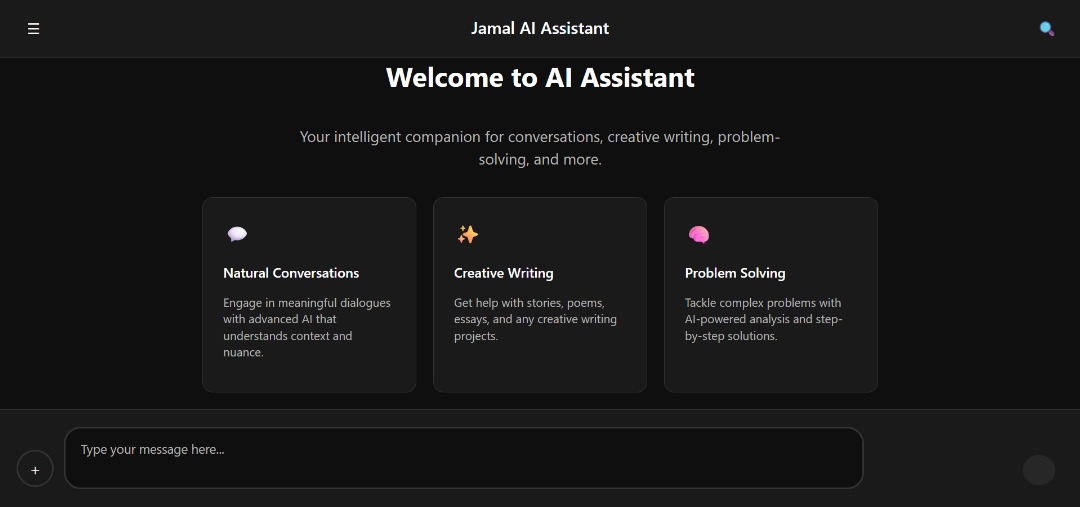 ☰
Jamal AI Assistant
Welcome to AI Assistant
Your intelligent companion for conversations, creative writing, problem-
solving, and more.
Natural Conversations
Engage in meaningful dialogues
with advanced AI that
understands context and
nuance.
Creative Writing
Get help with stories, poems,
essays, and any creative writing
projects.
Problem Solving
Tackle complex problems with
AI-powered analysis and step-
by-step solutions.
Type your message here...
+